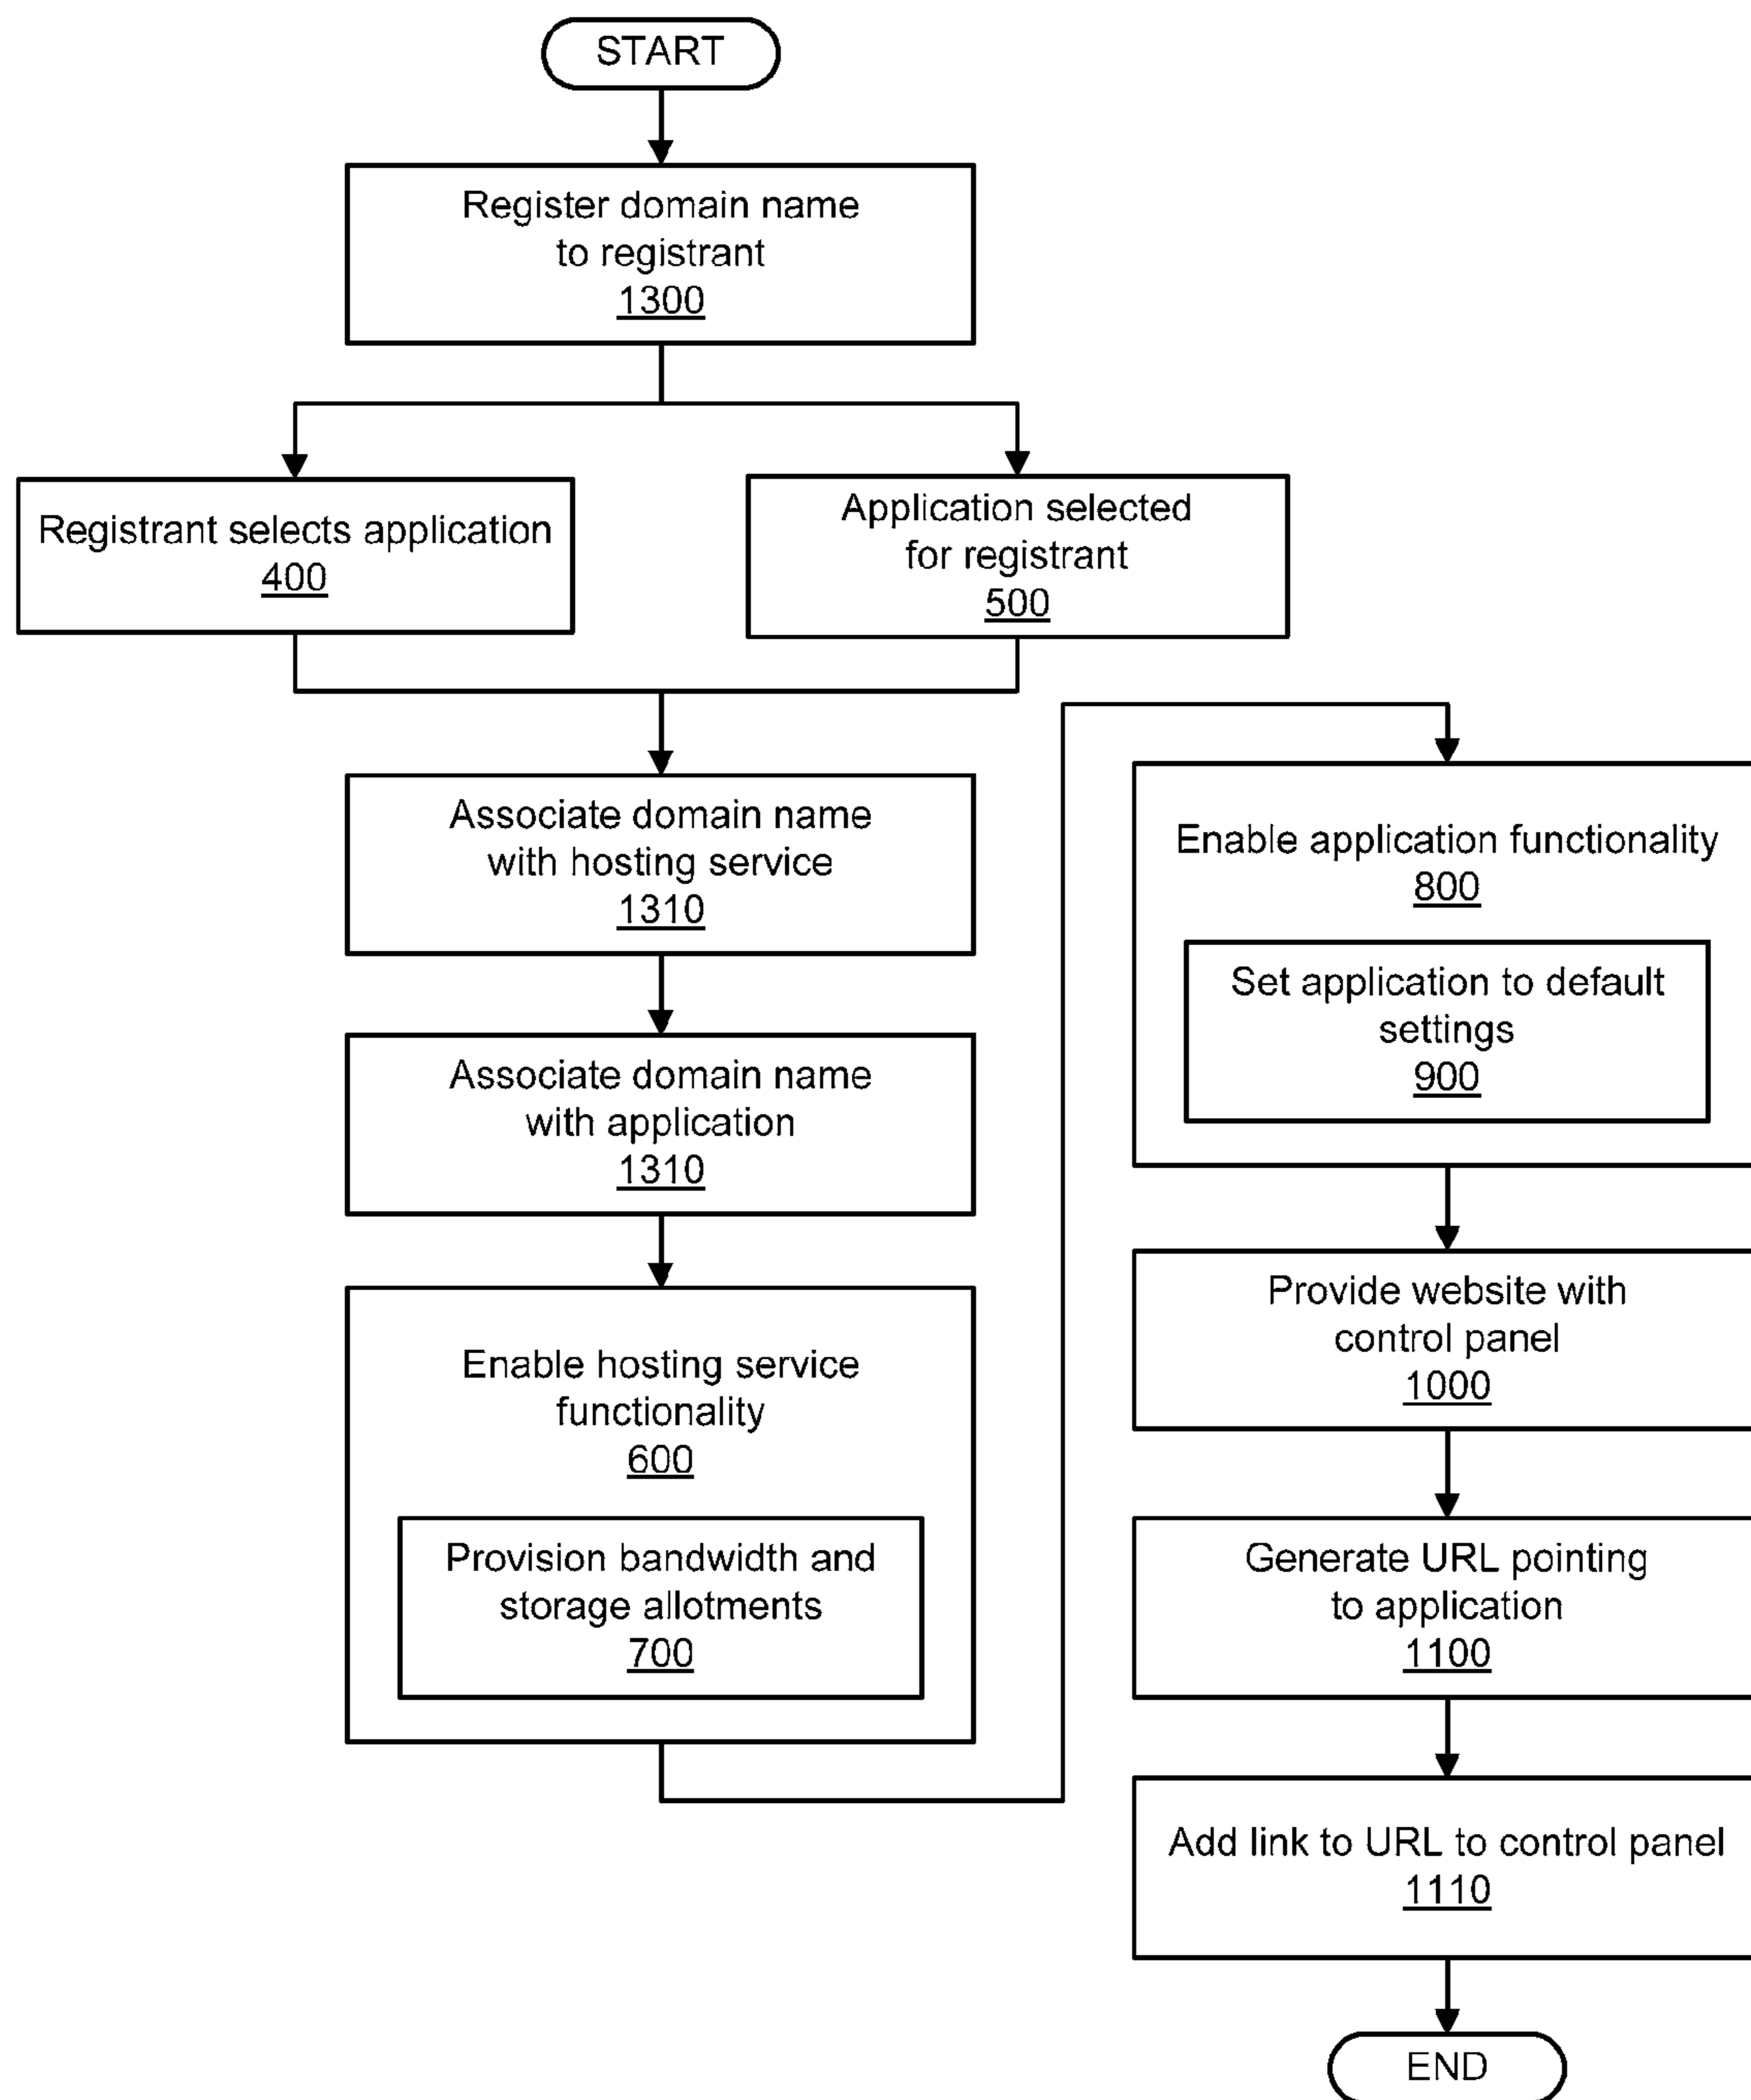 START
Register domain name
to registrant
1300
Registrant selects application
400
Application selected
for registrant
500
Associate domain name
with hosting service
1310
Associate domain name
with application
1310
Enable hosting service
functionality
600
Provision bandwidth and
storage allotments
700
Enable application functionality
800
Set application to default
settings
900
Provide website with
control panel
1000
Generate URL pointing
to application
1100
Add link to URL to control panel
1110
END